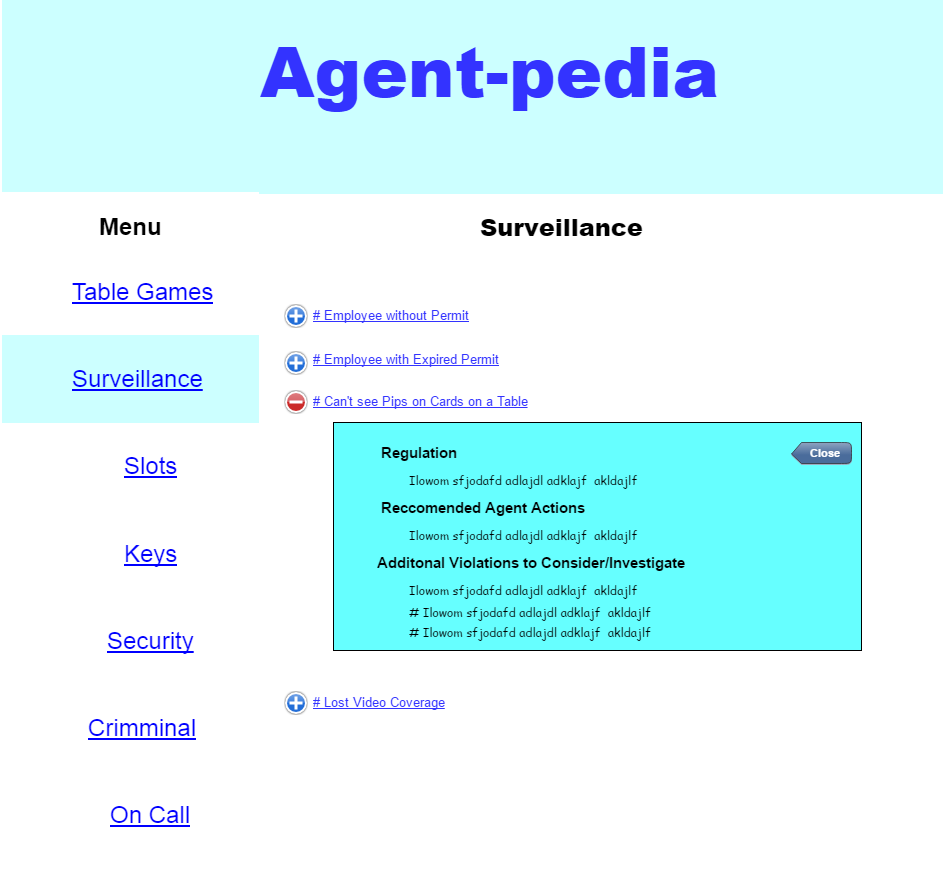 Agent-pedia
Menu
Table Games
Surveillance
Slots
Keys
Security
Crimminal
On Call
Surveillance
# Employee without Permit
# Employee with Expired Permit
# Can't see Pips on Cards on a Table
Regulation
Close
Ilowom sfjodafd adlajdl adklajf akldajlf
Reccomended Agent Actions
Ilowom sfjodafd adlajdl adklajf akldajlf
Additonal Violations to Consider/Investigate
Ilowom sfjodafd adlajdl adklajf akldajlf
# Ilowom sfjodafd adlajdl adklajf akldajlf
# Ilowom sfjodafd adlajdl adklajf akldajlf
# Lost Video Coverage